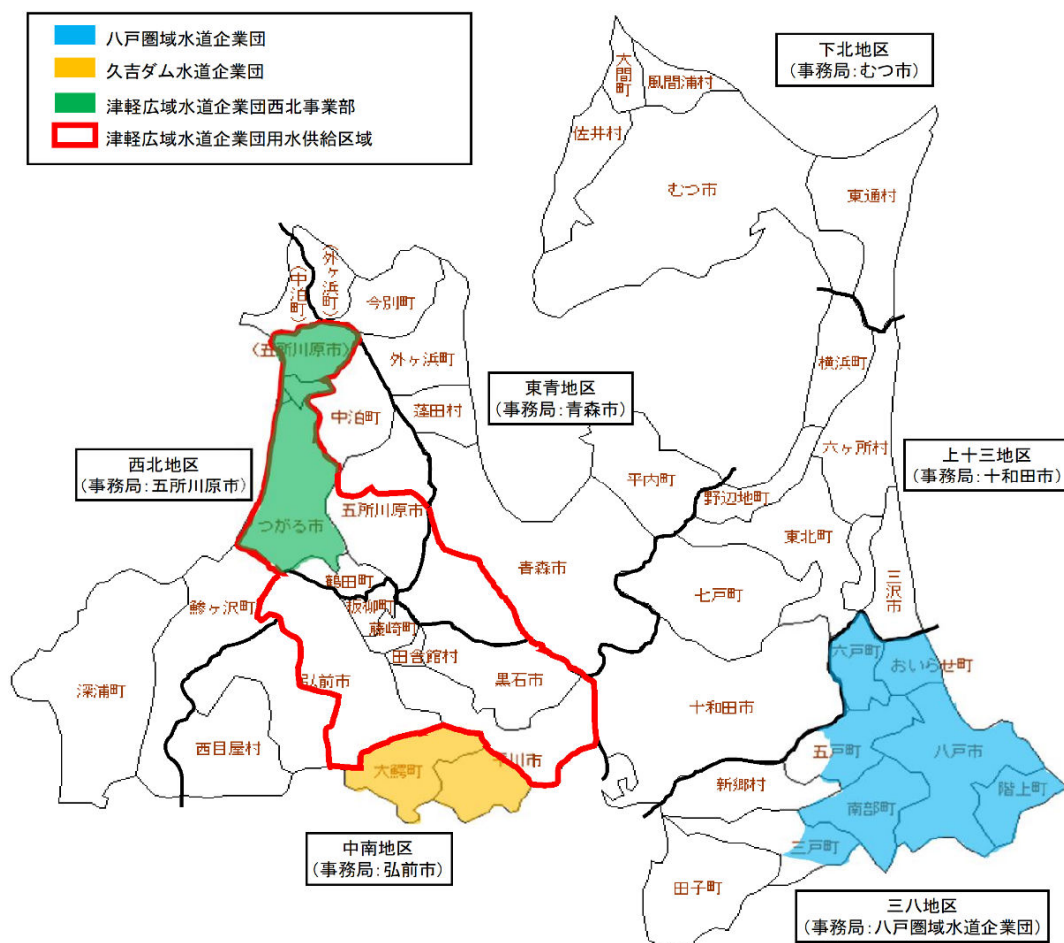 八戸圏域水道企業団
久吉ダム水道企業団
津軽広域水道企業団西北事業部
津軽広域水道企業団用水供給区域
下北地区
(事務局:むつ市)
大間町
風間浦村
佐井村
むつ市
東通村
(中泊町)
(外ヶ浜町)
今別町
〈五所川原市〉
外ヶ浜町
横浜町
東青地区
(事務局:青森市)
中泊町
蓬田村
六ヶ所村
上十三地区
(事務局:十和田市)
西北地区
(事務局:五所川原市)
平内町
野辺地町
五所川原市
つがる市
東北町
青森市
鶴田町
七戸町
三沢市
鰺ヶ沢町
板柳町
藤崎町
田舎館村
六戸町
おいらせ町
深浦町
弘前市
黒石市
十和田市
西目屋村
大鰐町
平川市
五戸町
八戸市
新郷村
階上町
南部町
中南地区
(事務局:弘前市)
三戸町
田子町
三八地区
(事務局:八戸圏域水道企業団)